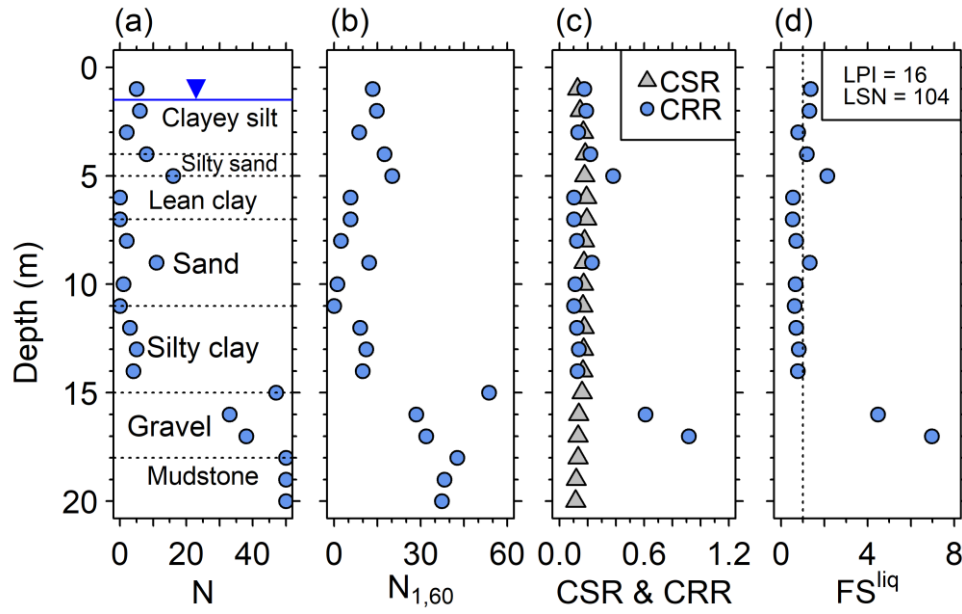 (a) (b) (c) (d)
0
5
10
15
20
Depth (m)
Clayey silt
Silty sand
Lean clay
Sand
Silty clay
Gravel
Mudstone
0 20 40
N
0 30 60
N1,60
CSR
CRR
0.0 0.6 1.2
CSR & CRR
LPI = 16
LSN = 104
0 4 8
FSliq